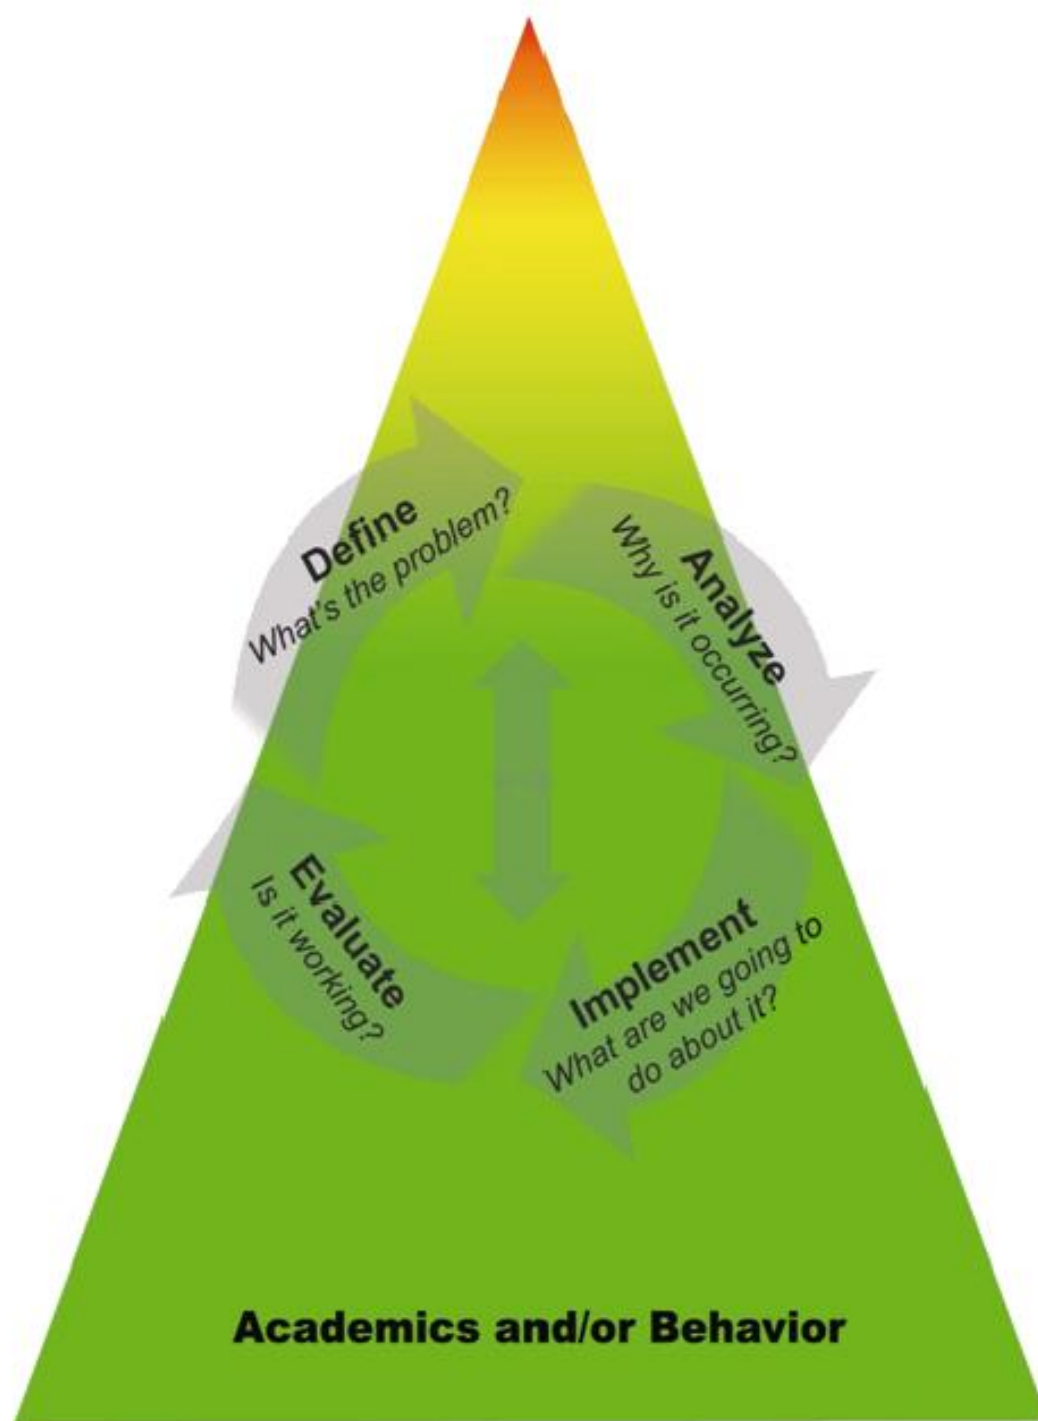 Define
What's the problem?
Analyze
Why is it occurring?
Implement
What are we going to
do about it?
Evaluate
Is it working?
Academics and/or Behavior